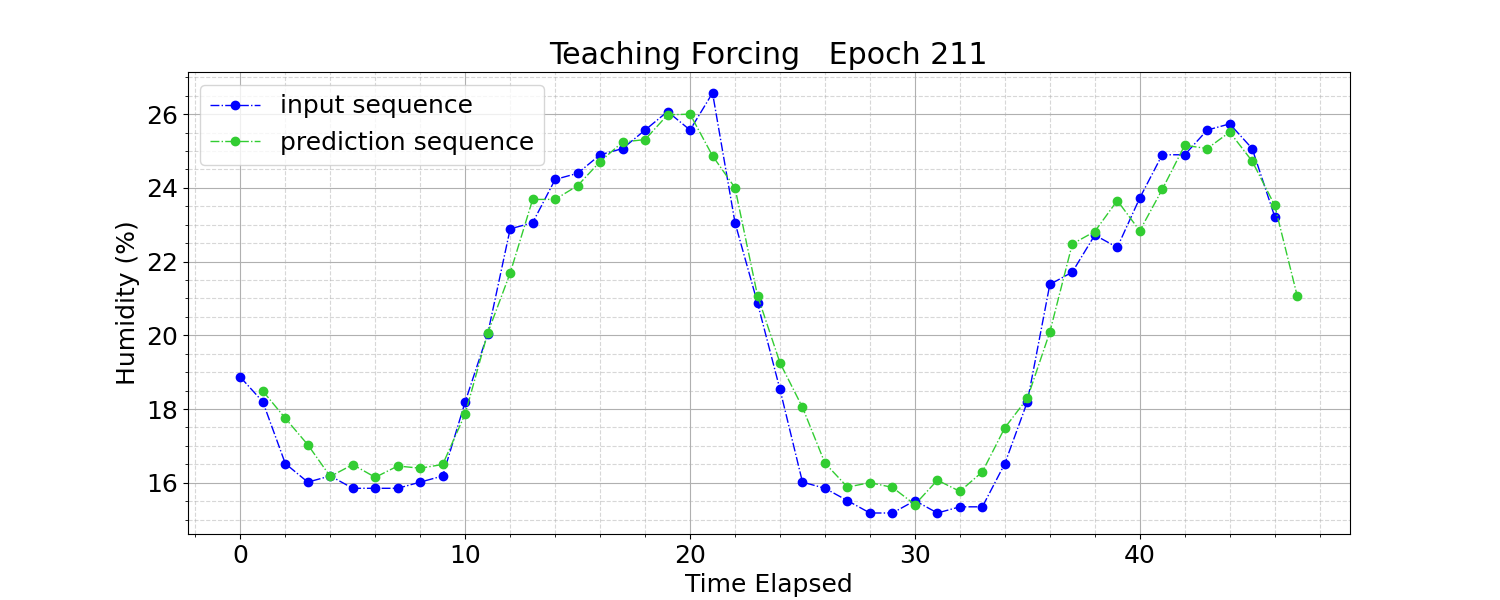 Teaching Forcing   Epoch 211
input sequence
prediction sequence
Humidity (%)
26
24
22
20
18
16
0 10 20 30 40
Time Elapsed